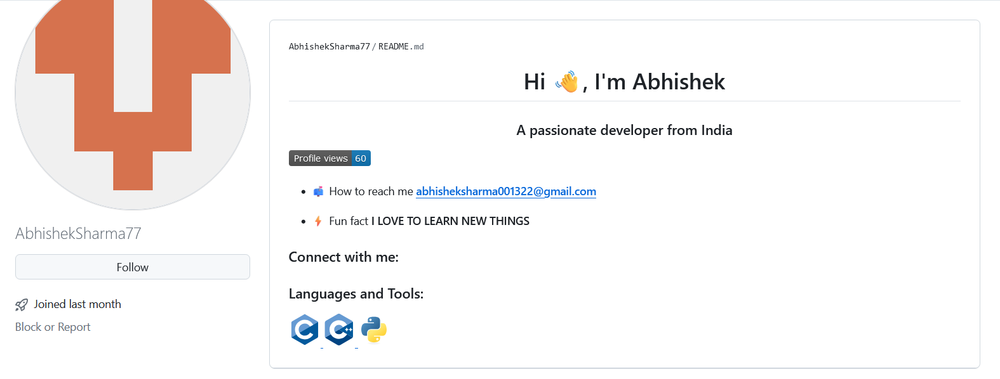 AbhishekSharma77
Follow
Joined last month
Block or Report
AbhishekSharma77/README.md
Hi 👋, I'm Abhishek
A passionate developer from India
Profile views 60
How to reach me abhisheksharma001322@gmail.com
Fun fact I LOVE TO LEARN NEW THINGS
Connect with me:
Languages and Tools:
C C++